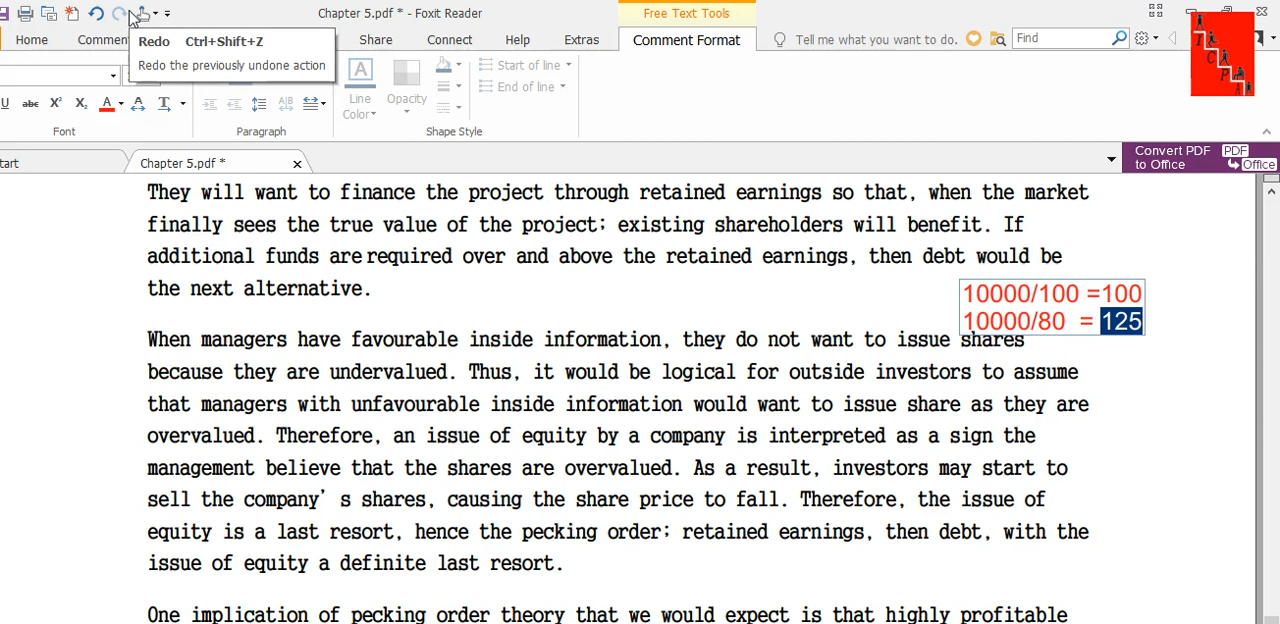 Chapter 5.pdf * - Foxit Reader
Free Text Tools
Home
Commen
Share
Connect
Help
Extras
Comment Format
Tell me what you want to do.
Find
Redo Ctrl+Shift+Z
Redo the previously undone action
Line
Color
Opacity
Start of line
End of line
Font
Paragraph
Shape Style
I
C
P
A
tart
Chapter 5.pdf *
Convert PDF
to Office
PDF
Office
They will want to finance the project through retained earnings so that, when the market
finally sees the true value of the project; existing shareholders will benefit. If
additional funds are required over and above the retained earnings, then debt would be
the next alternative.
10000/100 =100
10000/80 = 125
When managers have favourable inside information, they do not want to issue shares
because they are undervalued. Thus, it would be logical for outside investors to assume
that managers with unfavourable inside information would want to issue share as they are
overvalued. Therefore, an issue of equity by a company is interpreted as a sign the
management believe that the shares are overvalued. As a result, investors may start to
sell the company's shares, causing the share price to fall. Therefore, the issue of
equity is a last resort, hence the pecking order; retained earnings, then debt, with the
issue of equity a definite last resort.
One implication of pecking order theory that we would expect is that highly profitable